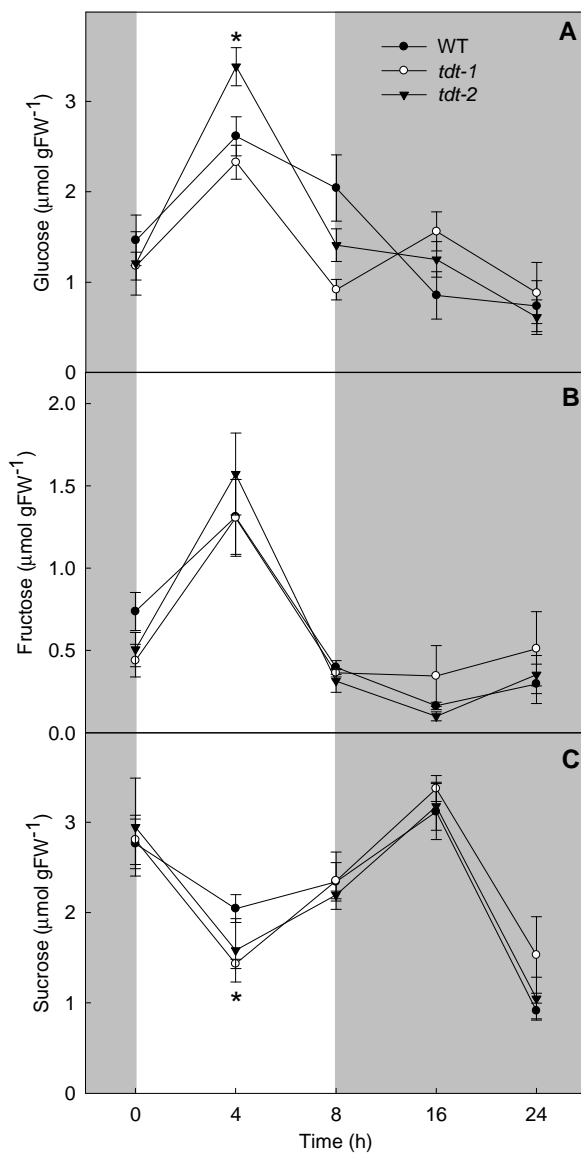 *
A
WT
tdt-1
tdt-2
3
2
1
0
Glucose (μmol gFW⁻¹)
B
2.0
1.5
1.0
0.5
0.0
Fructose (μmol gFW⁻¹)
C
3
2
1
0
Sucrose (μmol gFW⁻¹)
*
0 4 8 16 24
Time (h)